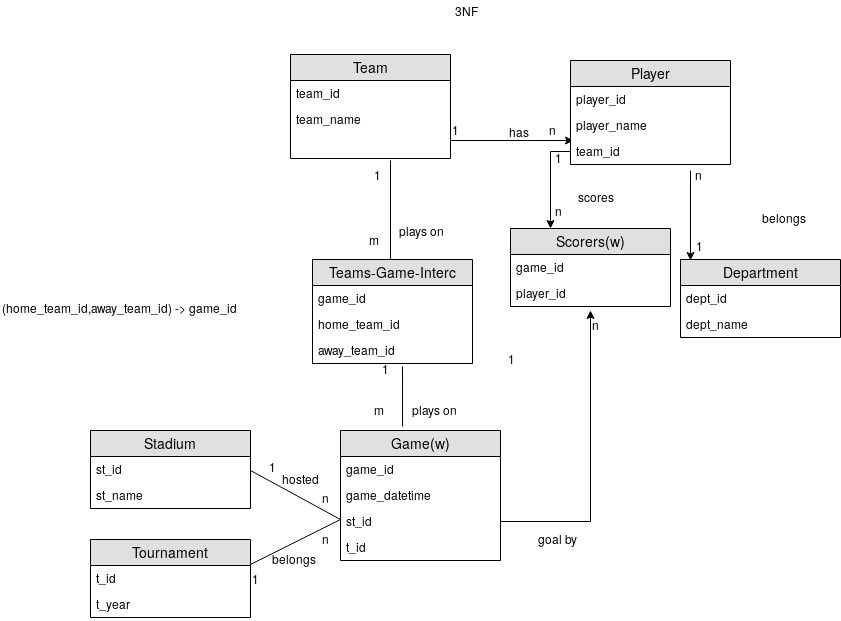 3NF
Team
team_id
team_name
Player
player_id
player_name
team_id
1
has
n
1
scores
n
n
belongs
1
1
plays on
m
Scorers(w)
game_id
player_id
Department
dept_id
dept_name
Teams-Game-Interc
game_id
home_team_id
away_team_id
(home_team_id,away_team_id) -> game_id
n
1
1
m
plays on
Stadium
st_id
st_name
Game(w)
game_id
game_datetime
st_id
t_id
1
hosted
n
n
belongs
1
goal by
Tournament
t_id
t_year